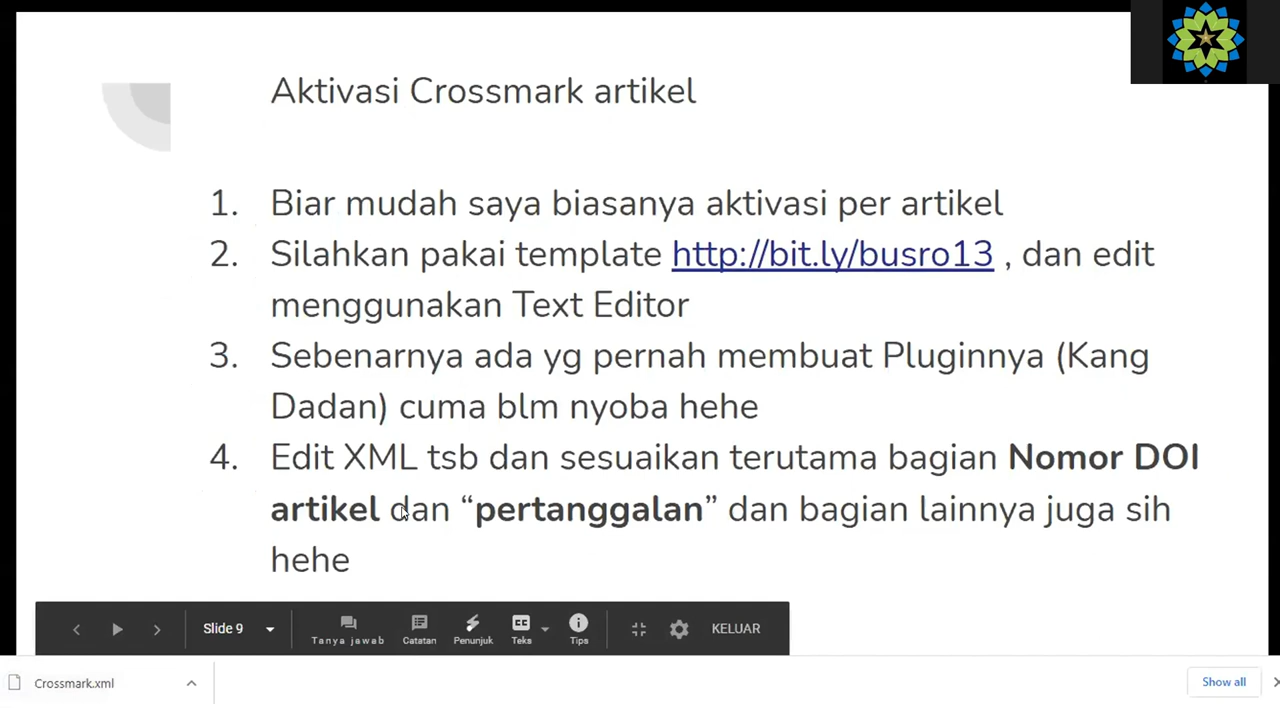 Aktivasi Crossmark artikel
1. Biar mudah saya biasanya aktivasi per artikel
2. Silahkan pakai template http://bit.ly/busro13 , dan edit
menggunakan Text Editor
3. Sebenarnya ada yg pernah membuat Pluginnya (Kang
Dadan) cuma blm nyoba hehe
4. Edit XML tsb dan sesuaikan terutama bagian Nomor DOI
artikel dan “pertanggalan” dan bagian lainnya juga sih
hehe
Slide 9
Tanya jawab
Catatan
Penunjuk
CC
Teks
Tips
KELUAR
Crossmark.xml
Show all